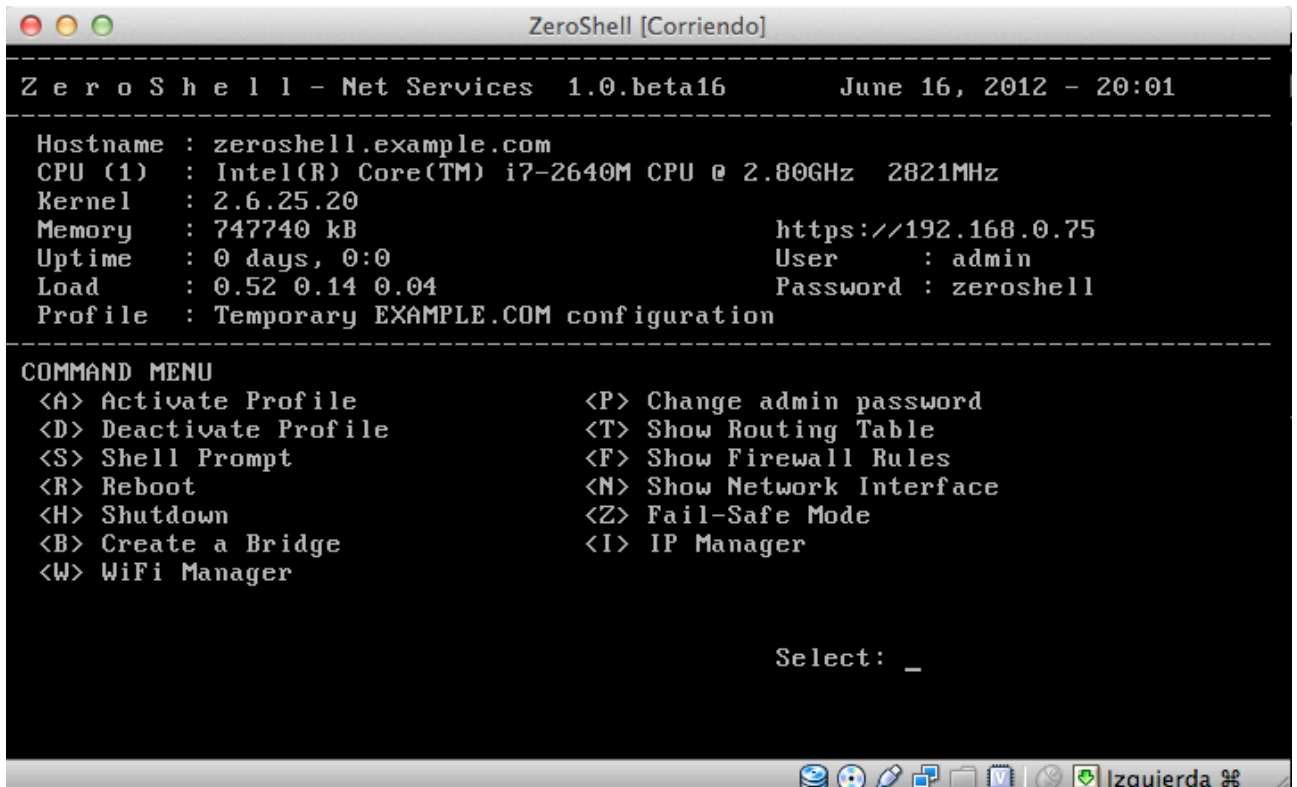 ZeroShell [Corriendo]
Z e r o S h e l l - Net Services 1.0.beta16 June 16, 2012 - 20:01
Hostname : zeroshell.example.com
CPU (1) : Intel(R) Core(TM) i7-2640M CPU @ 2.80GHz 2821MHz
Kernel : 2.6.25.20
Memory : 747740 kB https://192.168.0.75
Uptime : 0 days, 0:0 User : admin
Load : 0.52 0.14 0.04 Password : zeroshell
Profile : Temporary EXAMPLE.COM configuration
COMMAND MENU
<A> Activate Profile <P> Change admin password
<D> Deactivate Profile <T> Show Routing Table
<S> Shell Prompt <F> Show Firewall Rules
<R> Reboot <N> Show Network Interface
<H> Shutdown <Z> Fail-Safe Mode
<B> Create a Bridge <I> IP Manager
<W> WiFi Manager
Select: _
Izquierda ⌘